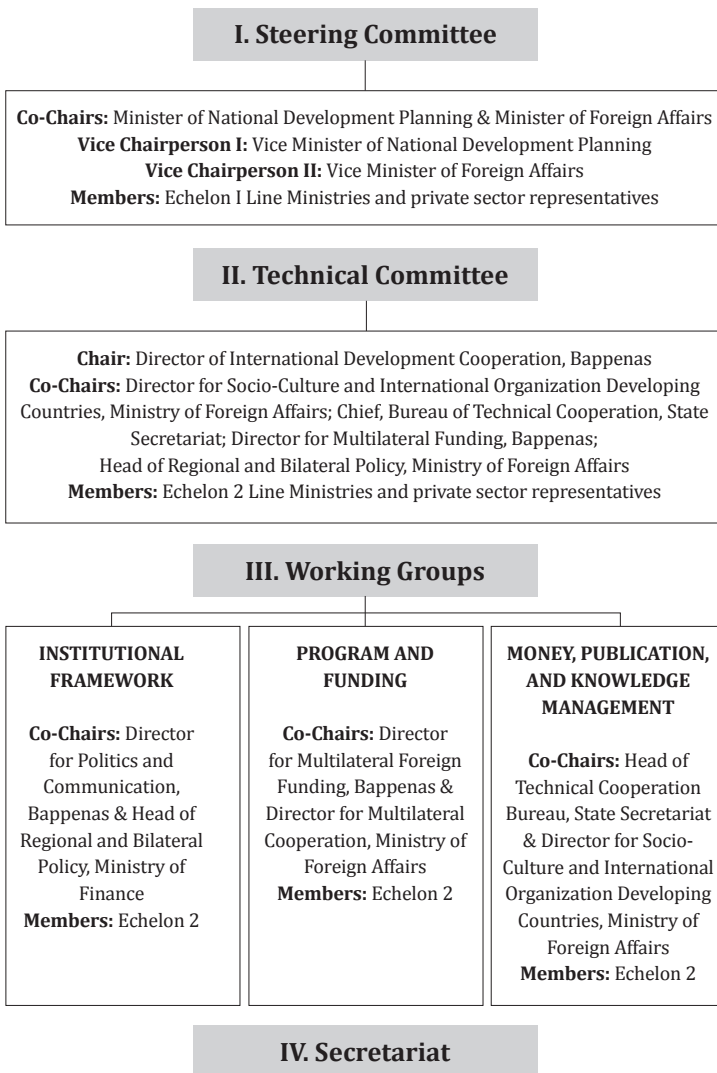 I. Steering Committee
Co-Chairs: Minister of National Development Planning & Minister of Foreign Affairs
Vice Chairperson I: Vice Minister of National Development Planning
Vice Chairperson II: Vice Minister of Foreign Affairs
Members: Echelon I Line Ministries and private sector representatives
II. Technical Committee
Chair: Director of International Development Cooperation, Bappenas
Co-Chairs: Director for Socio-Culture and International Organization Developing
Countries, Ministry of Foreign Affairs; Chief, Bureau of Technical Cooperation, State
Secretariat; Director for Multilateral Funding, Bappenas;
Head of Regional and Bilateral Policy, Ministry of Foreign Affairs
Members: Echelon 2 Line Ministries and private sector representatives
III. Working Groups
INSTITUTIONAL
FRAMEWORK
Co-Chairs: Director
for Politics and
Communication,
Bappenas & Head of
Regional and Bilateral
Policy, Ministry of
Finance
Members: Echelon 2
PROGRAM AND
FUNDING
Co-Chairs: Director
for Multilateral Foreign
Funding, Bappenas &
Director for Multilateral
Cooperation, Ministry of
Foreign Affairs
Members: Echelon 2
MONEY, PUBLICATION,
AND KNOWLEDGE
MANAGEMENT
Co-Chairs: Head of
Technical Cooperation
Bureau, State Secretariat
& Director for Socio-
Culture and International
Organization Developing
Countries, Ministry of
Foreign Affairs
Members: Echelon 2
IV. Secretariat